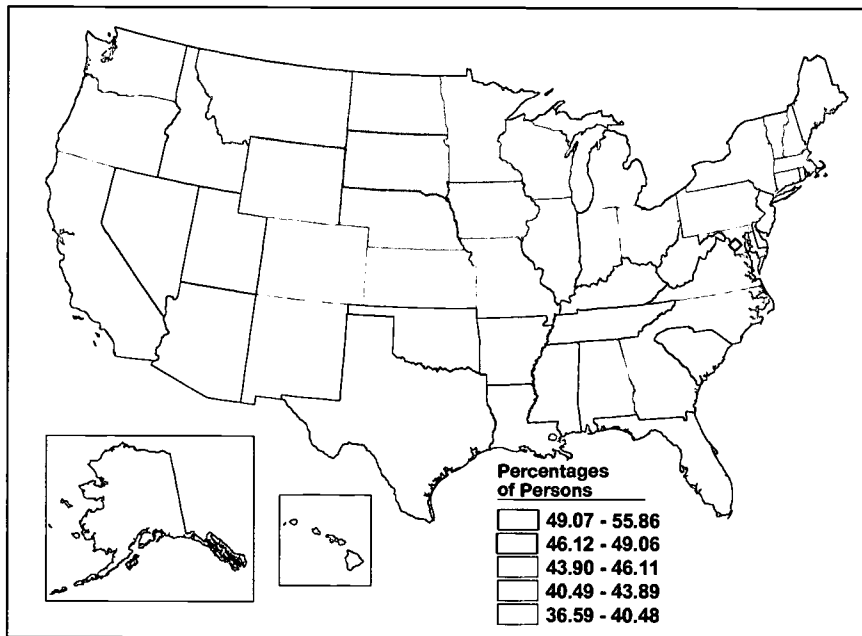 Percentages
of Persons
49.07 - 55.86
46.12 - 49.06
43.90 - 46.11
40.49 - 43.89
36.59 - 40.48